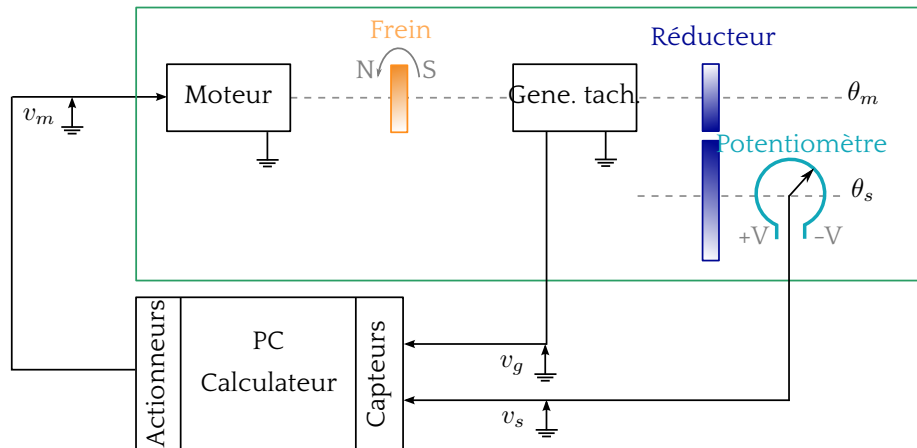 Frein
Réducteur
N
S
Moteur
Gene. tach.
θm
vm
Potentiomètre
θs
+V
–V
Actionneurs
PC
Calculateur
Capteurs
vg
vs